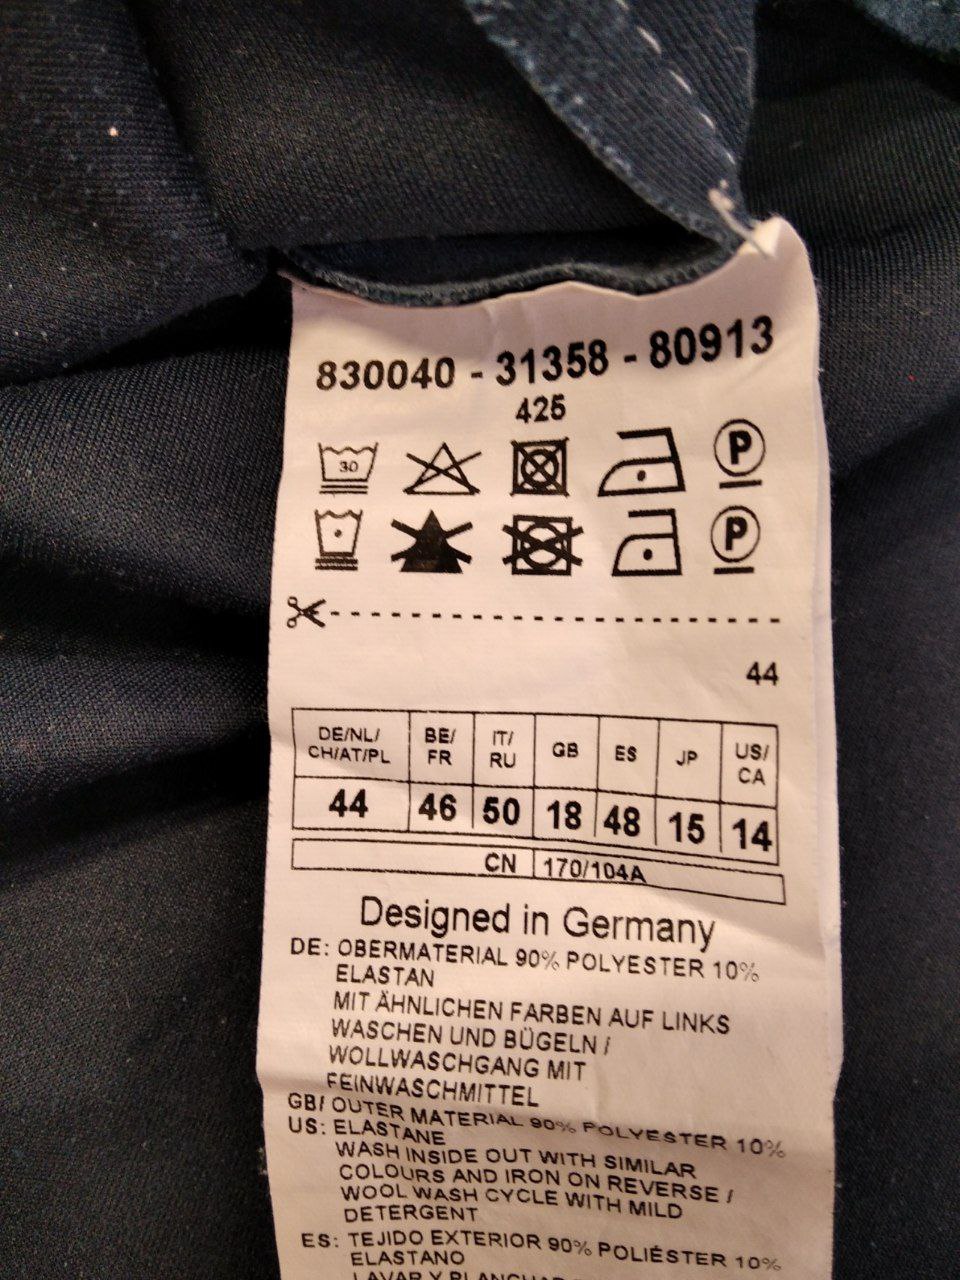 830040 - 31358 - 80913
425
30
P
P
44
DE/NL/ CH/AT/PL BE/ FR IT/ RU GB ES JP US/ CA
44 46 50 18 48 15 14
CN 170/104A
Designed in Germany
DE: OBERMATERIAL 90% POLYESTER 10%
ELASTAN
MIT ÄHNLICHEN FARBEN AUF LINKS
WASCHEN UND BÜGELN /
WOLLWASCHGANG MIT
FEINWASCHMITTEL
GB/ OUTER MATERIAL 90% POLYESTER 10%
US: ELASTANE
WASH INSIDE OUT WITH SIMILAR
COLOURS AND IRON ON REVERSE /
WOOL WASH CYCLE WITH MILD
DETERGENT
ES: TEJIDO EXTERIOR 90% POLIÉSTER 10%
ELASTANO
LAVAR Y